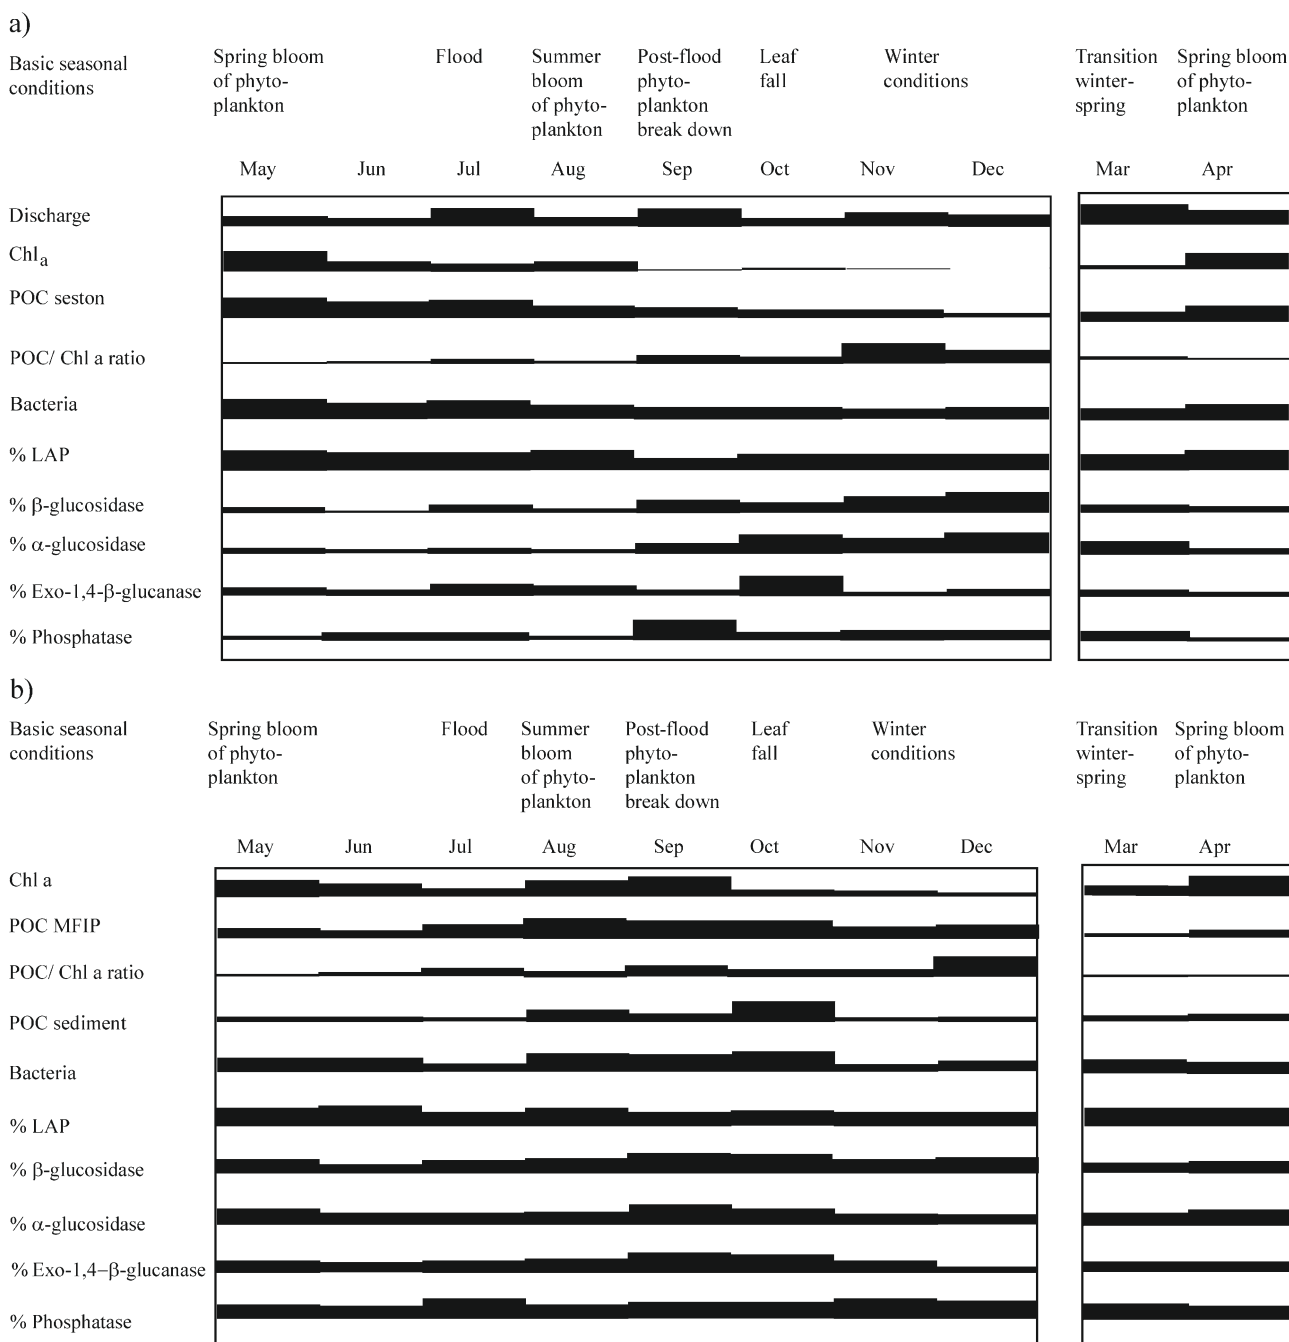 a)
Basic seasonal
conditions
Spring bloom
of phyto-
plankton
Flood
Summer
bloom
of phyto-
plankton
Post-flood
phyto-
plankton
break down
Leaf
fall
Winter
conditions
Transition
winter-
spring
Spring bloom
of phyto-
plankton
May Jun Jul Aug Sep Oct Nov Dec Mar Apr
Discharge
Chla
POC seston
POC/ Chl a ratio
Bacteria
% LAP
% β-glucosidase
% α-glucosidase
% Exo-1,4-β-glucanase
% Phosphatase
b)
Basic seasonal
conditions
Spring bloom
of phyto-
plankton
Flood
Summer
bloom
of phyto-
plankton
Post-flood
phyto-
plankton
break down
Leaf
fall
Winter
conditions
Transition
winter-
spring
Spring bloom
of phyto-
plankton
May Jun Jul Aug Sep Oct Nov Dec Mar Apr
Chl a
POC MFIP
POC/ Chl a ratio
POC sediment
Bacteria
% LAP
% β-glucosidase
% α-glucosidase
% Exo-1,4–β-glucanase
% Phosphatase